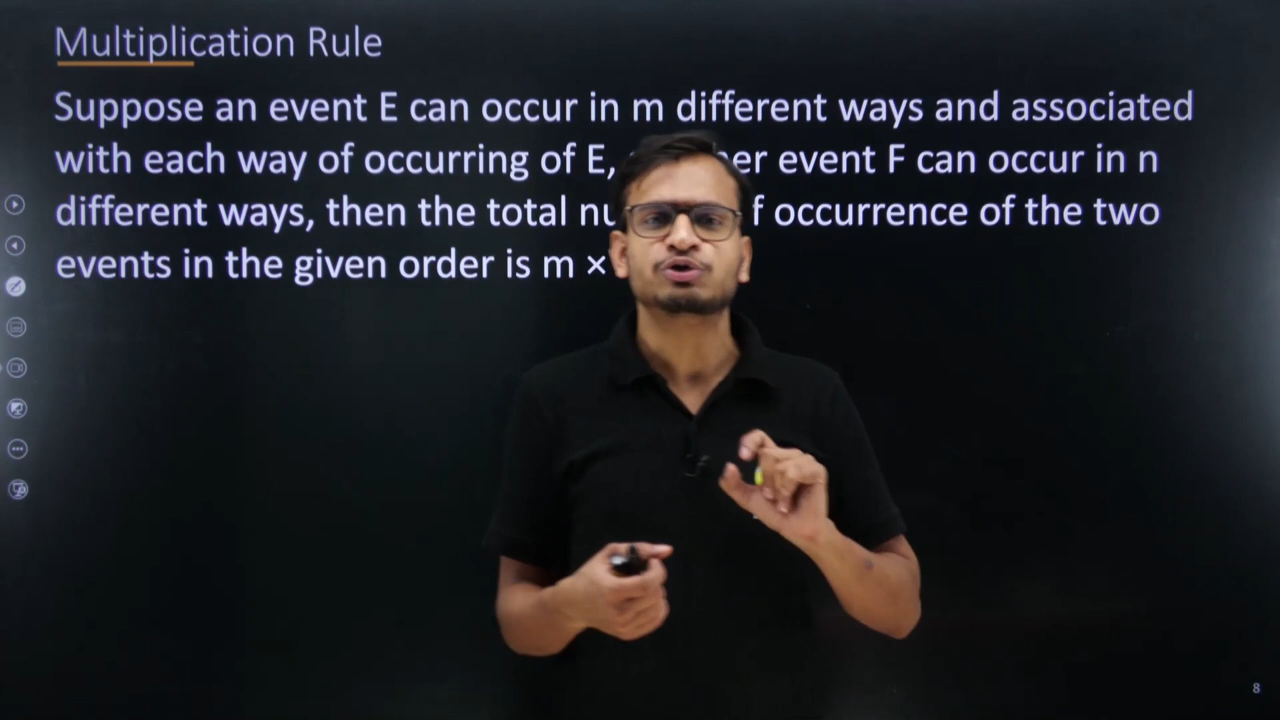 Multiplication Rule
Suppose an event E can occur in m different ways and associated
with each way of occurring of E, event F can occur in n
different ways, then the total occurrence of the two
events in the given order is m ×
8